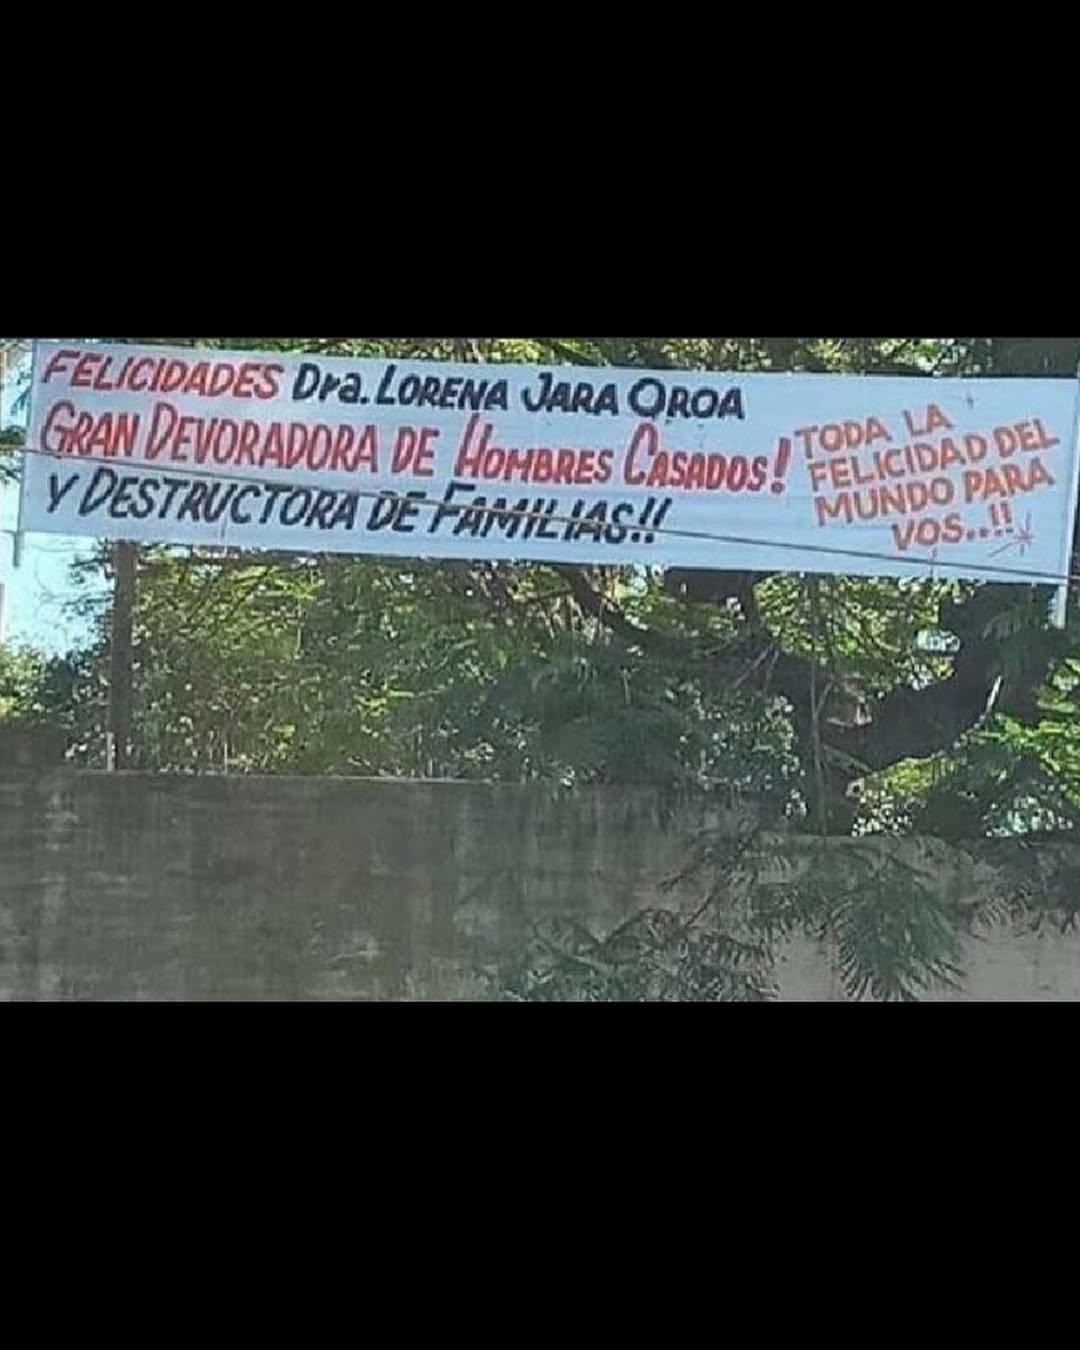 FELICIDADES Dra. LORENA JARA OROA
GRAN DEVORADORA DE HOMBRES CASADOS!
Y DESTRUCTORA DE FAMILIAS!!
TODA LA
FELICIDAD DEL
MUNDO PARA
VOS..!!